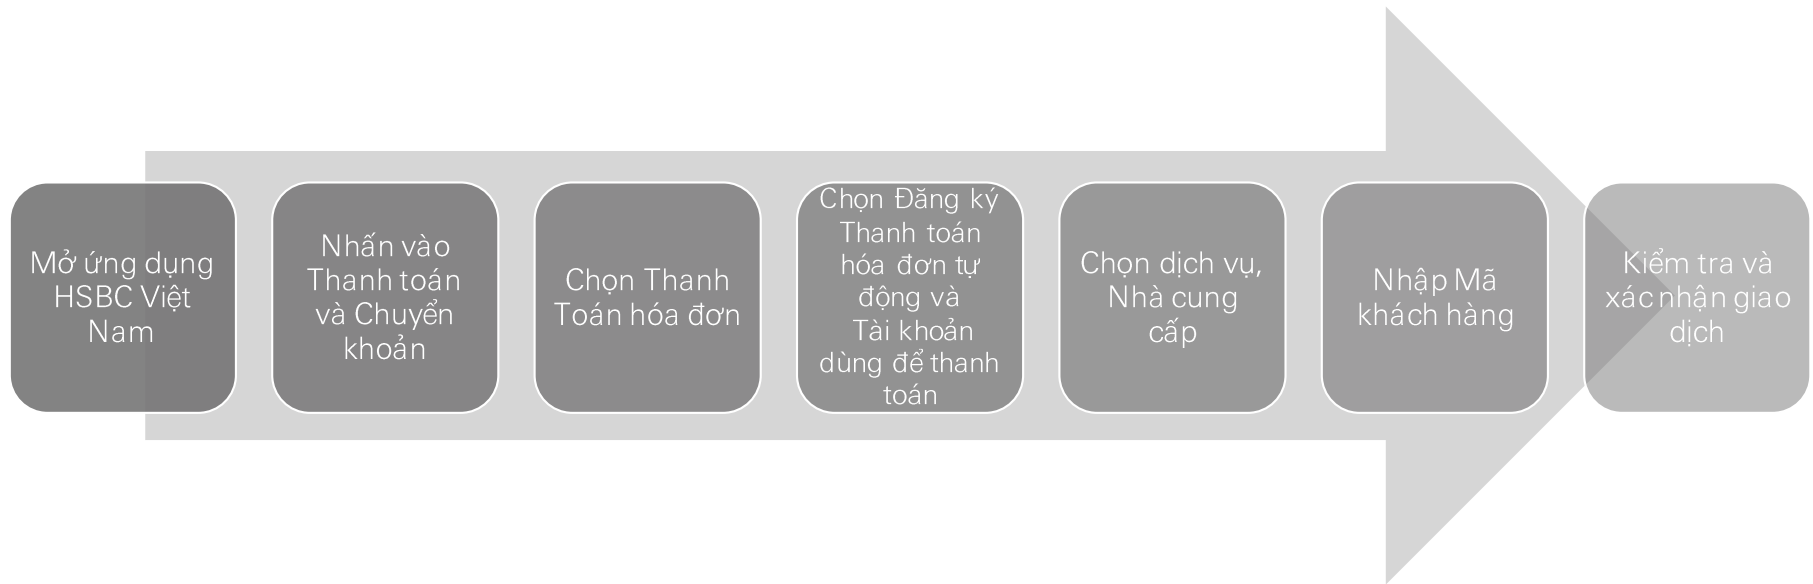 Mở ứng dụng
HSBC Việt
Nam
Nhấn vào
Thanh toán
và Chuyển
khoản
Chọn Thanh
Toán hóa đơn
Chọn Đăng ký
Thanh toán
hóa đơn tự
động và
Tài khoản
dùng để thanh
toán
Chọn dịch vụ,
Nhà cung
cấp
Nhập Mã
khách hàng
Kiểm tra và
xác nhận giao
dịch